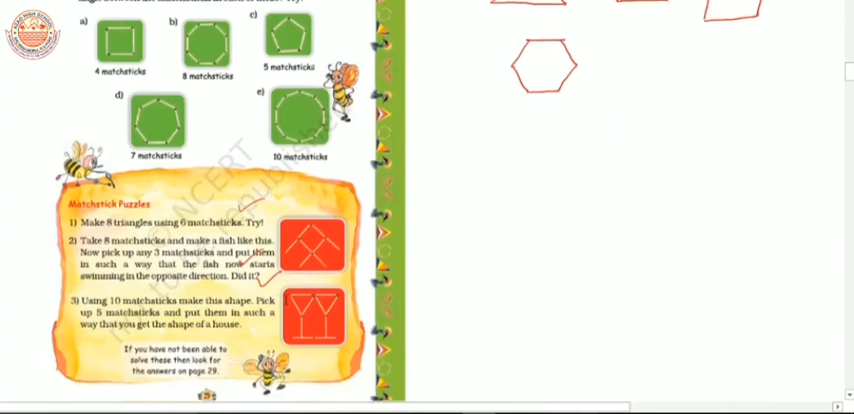 a)
b)
c)
4 matchsticks
8 matchsticks
5 matchsticks
d)
e)
7 matchsticks
10 matchsticks
Matchstick Puzzles
1) Make 8 triangles using 6 matchsticks. Try!
2) Take 8 matchsticks and make a fish like this.
Now pick up any 3 matchsticks and put them
in such a way that the fish now starts
swimming in the opposite direction. Did it?
3) Using 10 matchsticks make this shape. Pick
up 5 matchsticks and put them in such a
way that you get the shape of a house.
If you have not been able to
solve these then look for
the answers on page 29.
© NCERT